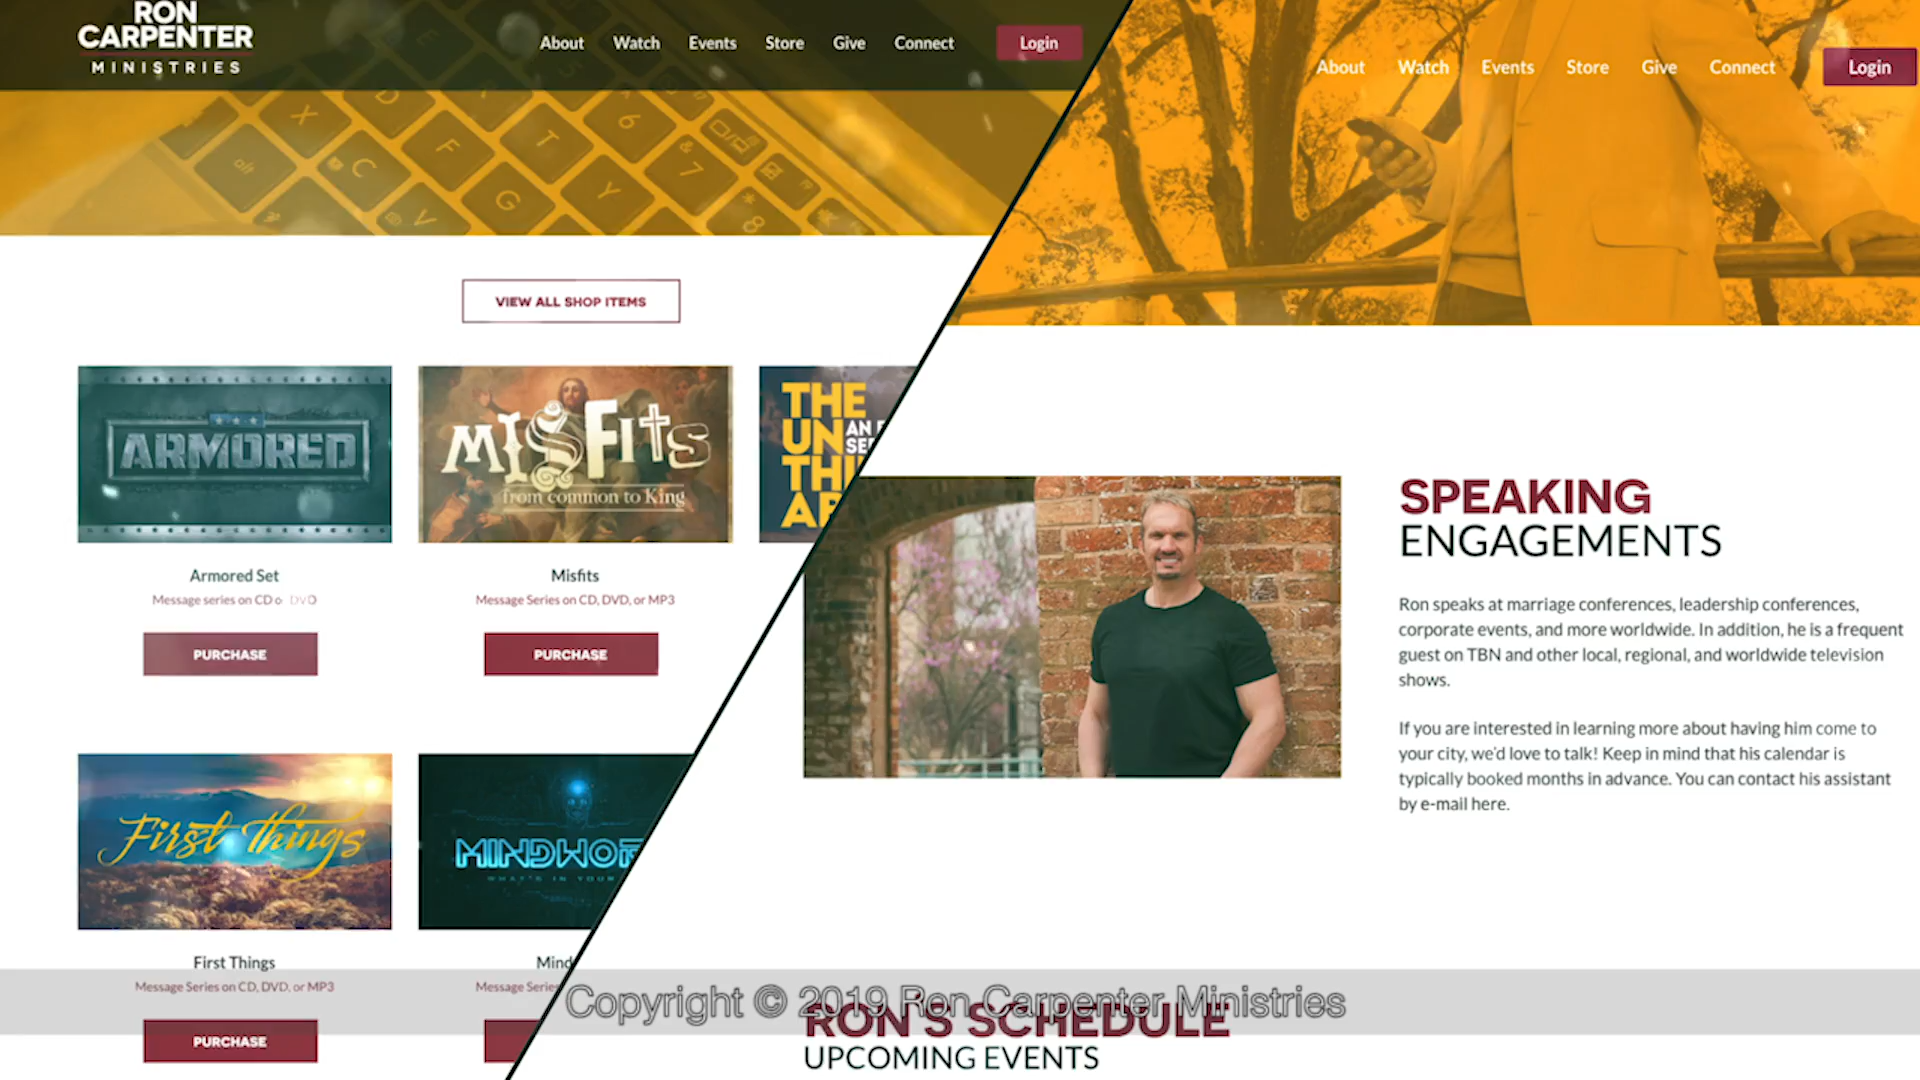 RON
CARPENTER
MINISTRIES
About Watch Events Store Give Connect Login
VIEW ALL SHOP ITEMS
ARMORED
MISFITS
from common to King
THE
UN
AN
Armored Set
Message series on CD o DVD
PURCHASE
Misfits
Message Series on CD, DVD, or MP3
PURCHASE
First Things
First Things
Message Series on CD, DVD, or MP3
PURCHASE
WHAT'S IN YOUR
Message
About Watch Events Store Give Connect Login
SPEAKING
ENGAGEMENTS
Ron speaks at marriage conferences, leadership conferences,
corporate events, and more worldwide. In addition, he is a frequent
guest on TBN and other local, regional, and worldwide television
shows.
If you are interested in learning more about having him come to
your city, we'd love to talk! Keep in mind that his calendar is
typically booked months in advance. You can contact his assistant
by e-mail here.
Copyright © 2019 Ron Carpenter Ministries
RON'S SCHEDULE
UPCOMING EVENTS